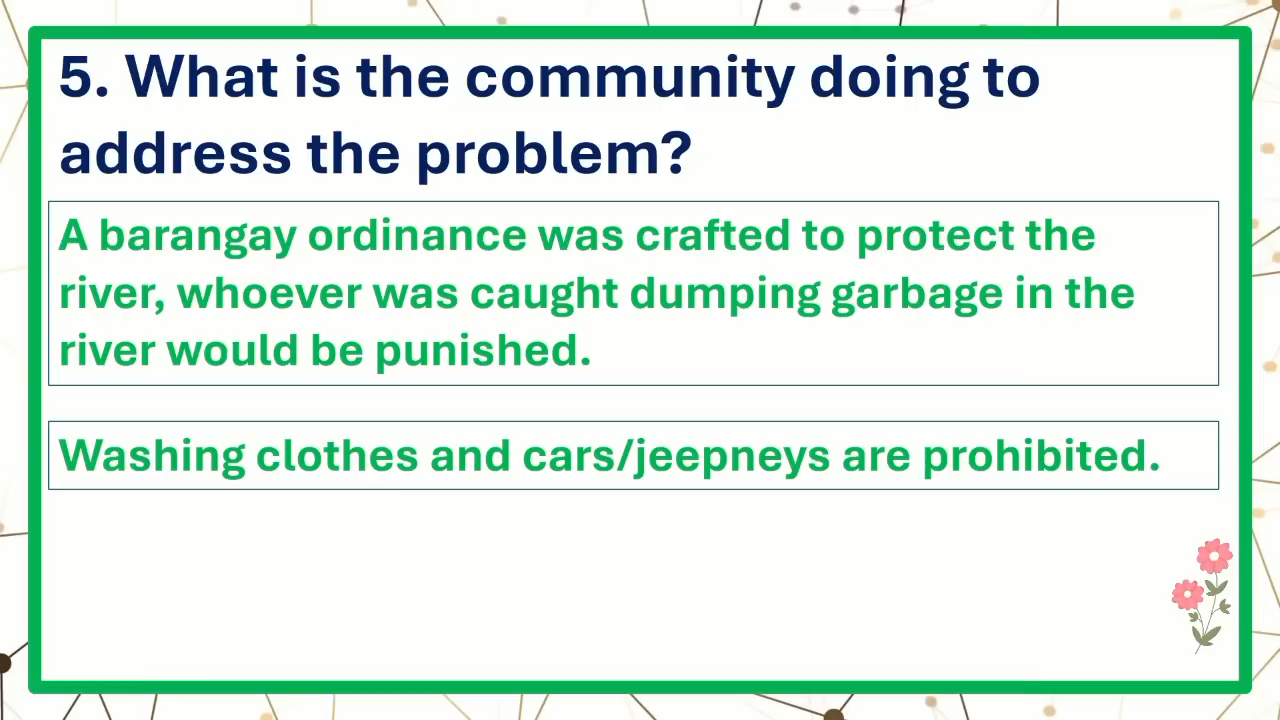 5. What is the community doing to
address the problem?
A barangay ordinance was crafted to protect the
river, whoever was caught dumping garbage in the
river would be punished.
Washing clothes and cars/jeepneys are prohibited.